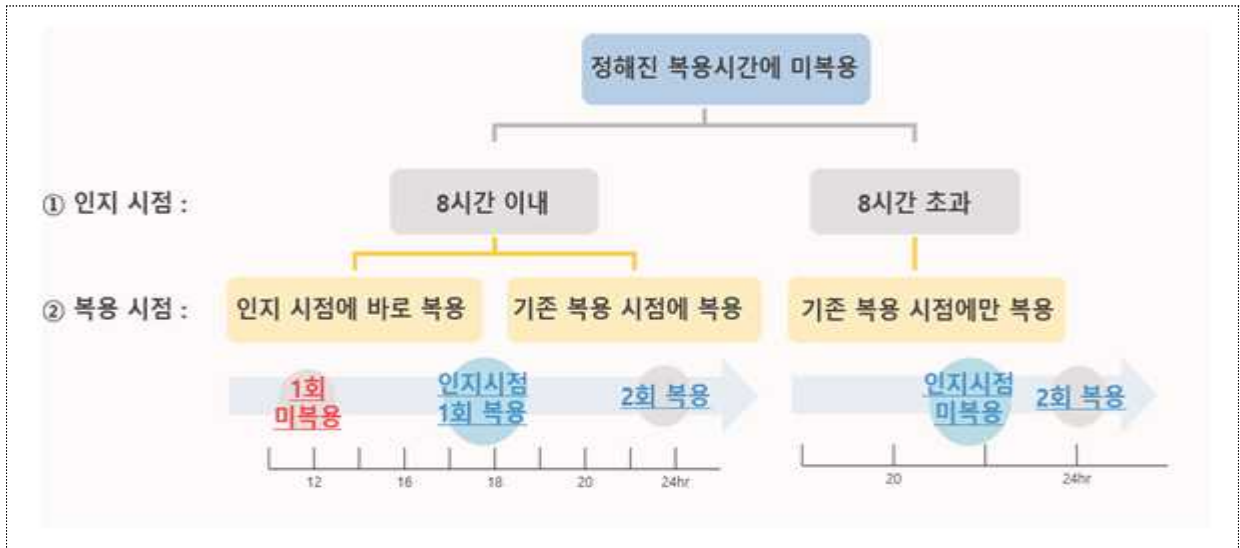 정해진 복용시간에 미복용
① 인지 시점 :
8시간 이내
8시간 초과
② 복용 시점 :
인지 시점에 바로 복용
기존 복용 시점에 복용
기존 복용 시점에만 복용
1회
미복용
인지시점
1회 복용
2회 복용
인지시점
미복용
2회 복용
12
16
18
20
24hr
20
24hr